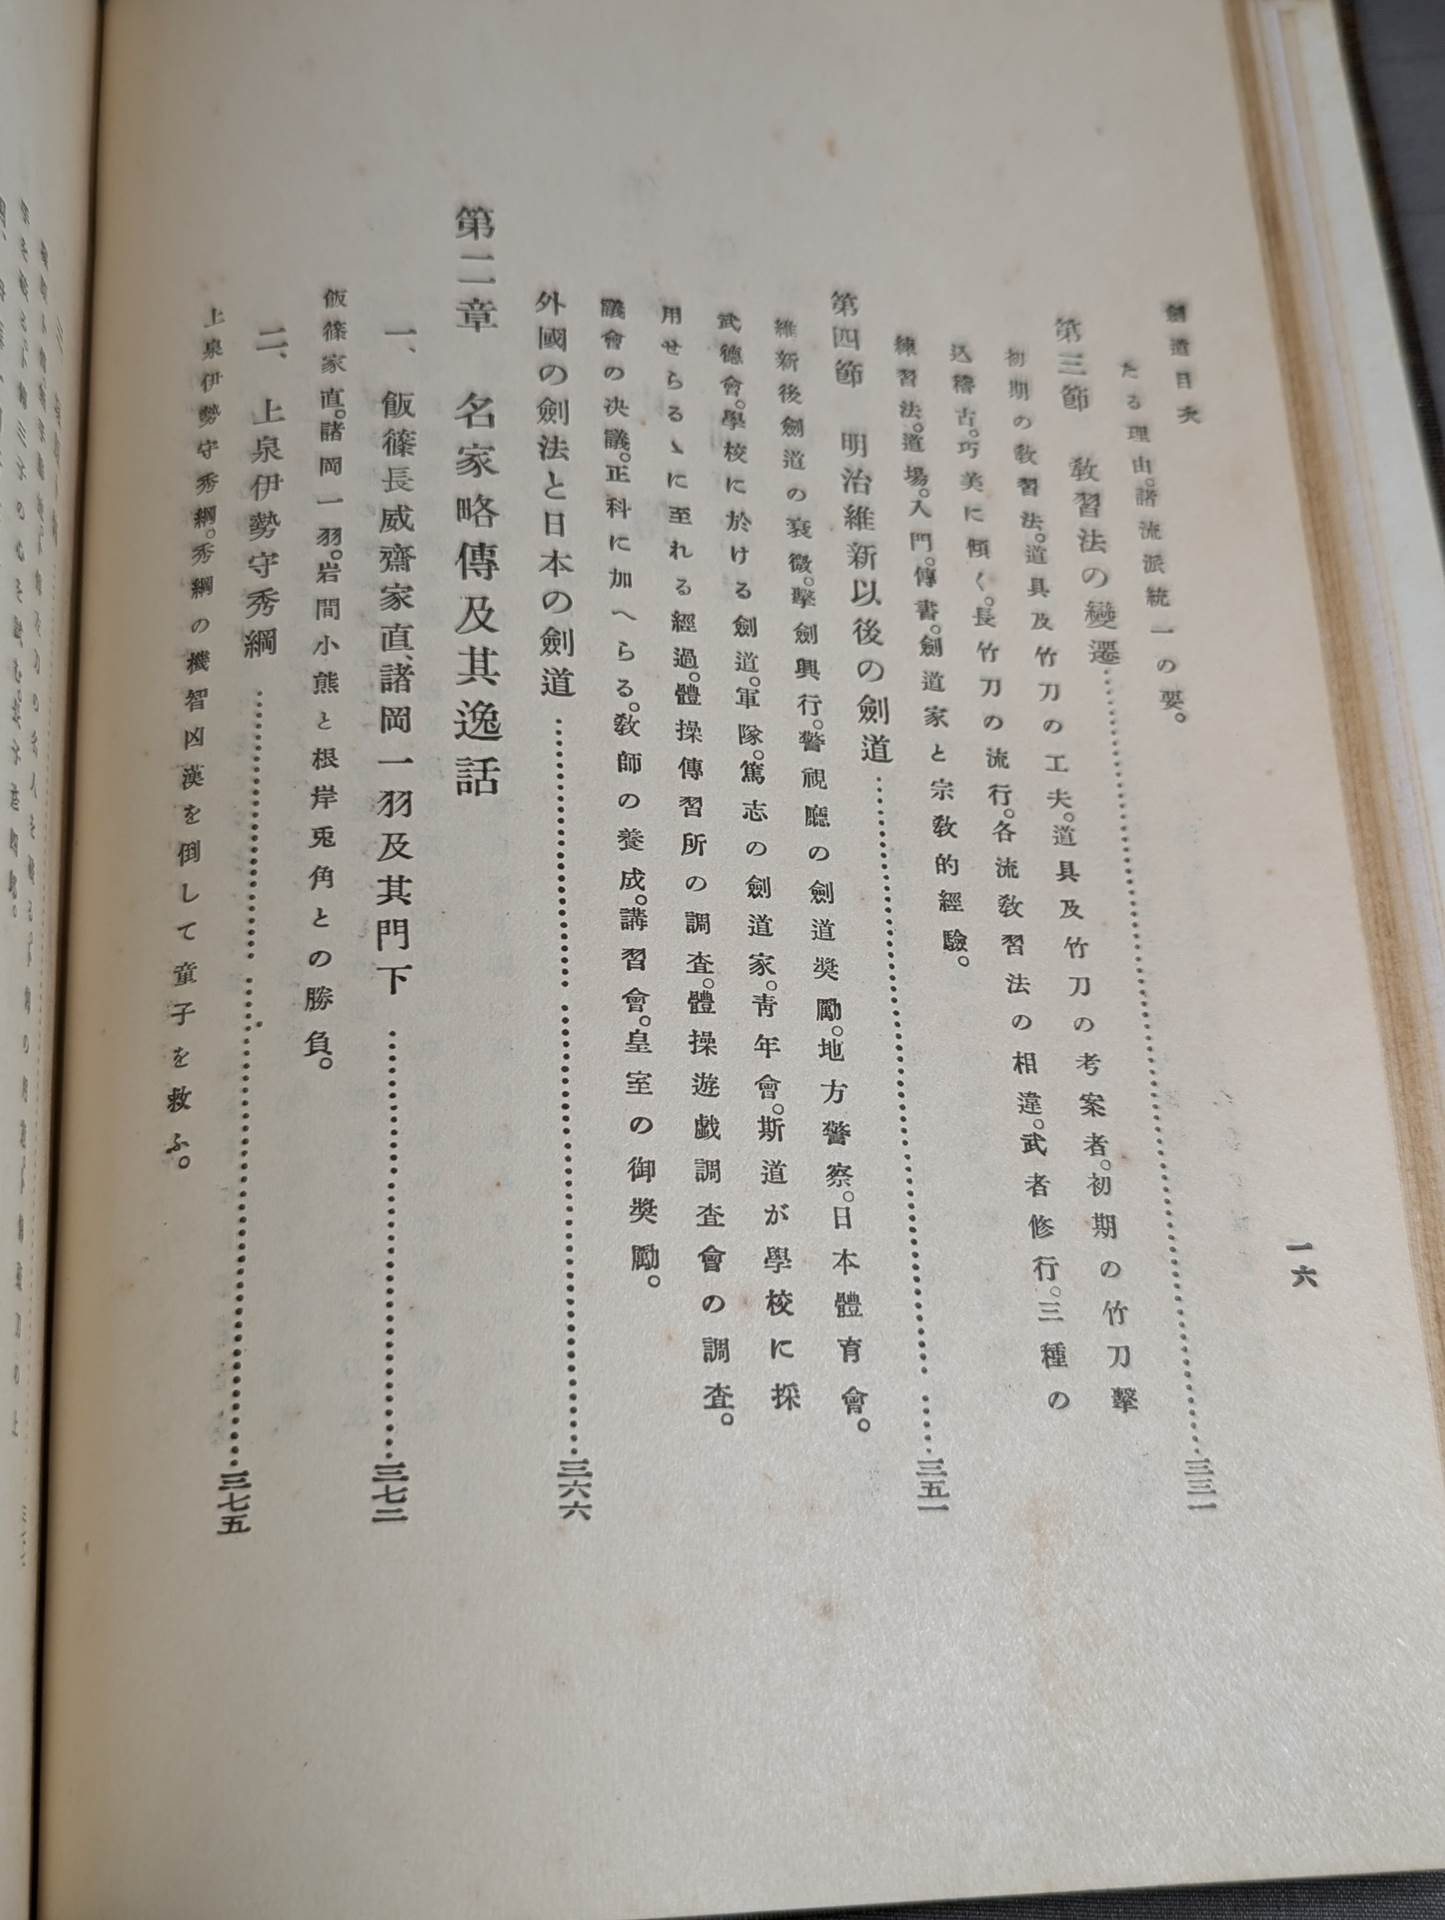 劍道目次
一六
たる理由。諸流派統一の要。
第三節　教習法の變遷……三三一
初期の教習法。道具及竹刀の工夫。道具及竹刀の考案者。初期の竹刀擊
込稽古。巧美に傾く。長竹刀の流行。各流教習法の相違。武者修行。三種の
練習法。道場。入門。傳書。劍道家と宗教的經驗。
第四節　明治維新以後の劍道……三五一
維新後劍道の衰微。擊劍興行。警視廳の劍道奬勵。地方警察。日本體育會。
武德會。學校に於ける劍道。軍隊。篤志の劍道家。靑年會。斯道が學校に採
用せらるゝに至れる經過。體操傳習所の調査。體操遊戲調査會の調査。
議會の決議。正科に加へらる。教師の養成。講習會。皇室の御奬勵。
外國の劍法と日本の劍道……三六六
第二章　名家略傳及其逸話
一、飯篠長威齋家直、諸岡一羽及其門下……三七二
飯篠家直。諸岡一羽。岩間小熊と根岸兎角との勝負。
二、上泉伊勢守秀綱……三七五
上泉伊勢守秀綱。秀綱の機智凶漢を倒して童子を救ふ。